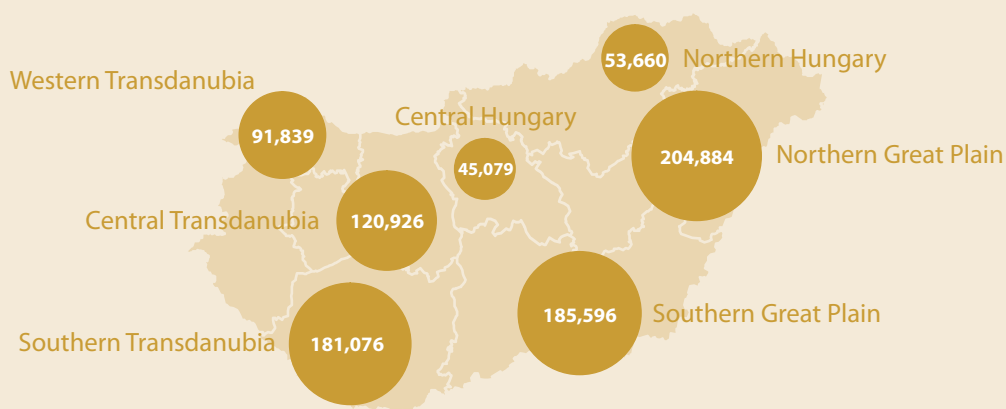 53,660
Northern Hungary
Western Transdanubia
Central Hungary
91,839
204,884
Northern Great Plain
45,079
Central Transdanubia
120,926
185,596
Southern Great Plain
Southern Transdanubia
181,076